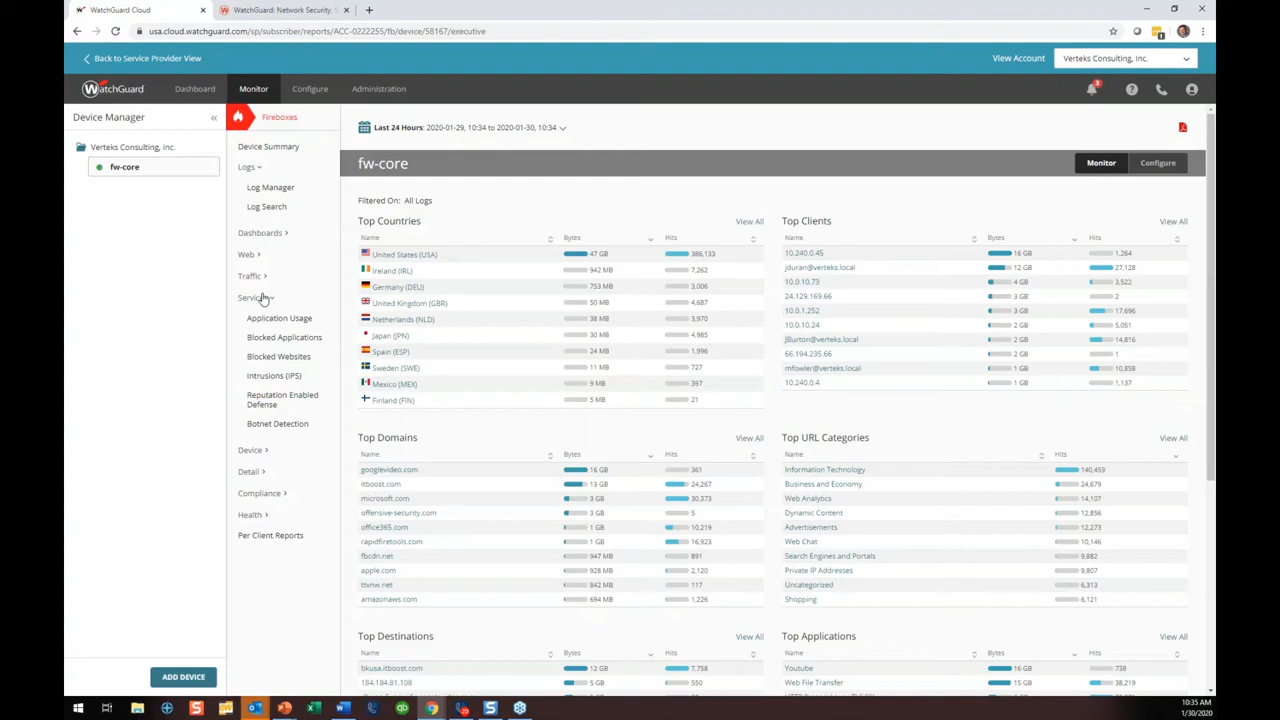 WatchGuard Cloud
WatchGuard: Network Security,
usa.cloud.watchguard.com/sp/subscriber/reports/ACC-0222255/fb/device/58167/executive
Back to Service Provider View
View Account
Verteks Consulting, Inc.
WatchGuard
Dashboard
Monitor
Configure
Administration
3
Device Manager
Verteks Consulting, Inc.
fw-core
ADD DEVICE
Fireboxes
Device Summary
Logs
Log Manager
Log Search
Dashboards
Web
Traffic
Application Usage
Blocked Applications
Blocked Websites
Intrusions (IPS)
Reputation Enabled
Defense
Botnet Detection
Device
Detail
Compliance
Health
Per Client Reports
Last 24 Hours: 2020-01-29, 10:34 to 2020-01-30, 10:34
fw-core
Monitor
Configure
Filtered On: All Logs
Top Countries
View All
Name Bytes Hits
United States (USA) 47 GB 386,133
Ireland (IRL) 942 MB 7,262
Germany (DEU) 753 MB 3,006
United Kingdom (GBR) 50 MB 4,687
Netherlands (NLD) 38 MB 3,970
Japan (JPN) 30 MB 4,985
Spain (ESP) 24 MB 1,996
Sweden (SWE) 11 MB 727
Mexico (MEX) 9 MB 397
Finland (FIN) 5 MB 21
Top Clients
View All
Name Bytes Hits
10.240.0.45 16 GB 1,264
jduran@verteks.local 12 GB 27,128
10.0.10.73 4 GB 3,522
24.129.169.66 3 GB 2
10.0.1.252 3 GB 17,696
10.0.10.24 2 GB 5,051
JBurton@verteks.local 2 GB 14,816
66.194.235.66 2 GB 1
mfowler@verteks.local 1 GB 10,858
10.240.0.4 1 GB 1,137
Top Domains
View All
Name Bytes Hits
googlevideo.com 16 GB 361
itboost.com 13 GB 24,267
microsoft.com 3 GB 30,373
offensive-security.com 3 GB 5
office365.com 1 GB 10,219
rapidfiretools.com 1 GB 16,923
fbcdn.net 947 MB 891
apple.com 928 MB 2,120
ttvnw.net 842 MB 117
amazonaws.com 694 MB 1,226
Top URL Categories
View All
Name Hits
Information Technology 140,459
Business and Economy 24,679
Web Analytics 14,107
Dynamic Content 12,856
Advertisements 12,273
Web Chat 10,146
Search Engines and Portals 9,882
Private IP Addresses 9,807
Uncategorized 6,313
Shopping 6,121
Top Destinations
View All
Name Bytes Hits
bkusa.itboost.com 12 GB 7,758
184.184.81.108 5 GB 550
Top Applications
View All
Name Bytes Hits
Youtube 16 GB 738
Web File Transfer 15 GB 38,219
10:35 AM
1/30/2020